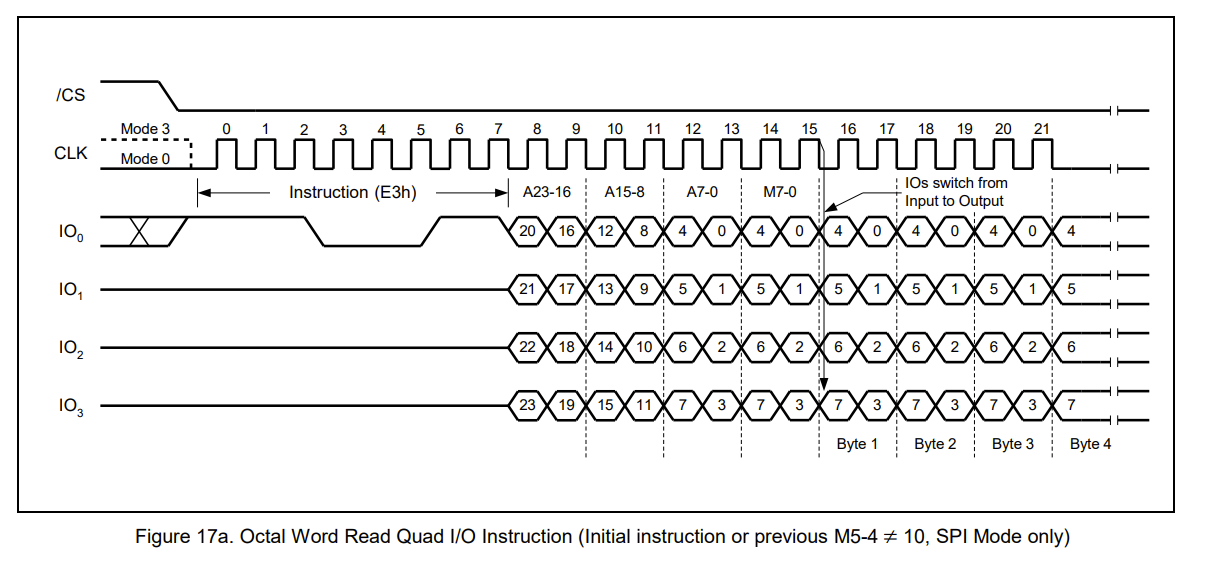 /CS
Mode 3 0 1 2 3 4 5 6 7 8 9 10 11 12 13 14 15 16 17 18 19 20 21
CLK
Mode 0
Instruction (E3h) A23-16 A15-8 A7-0 M7-0 IOs switch from
Input to Output
IO0 20 16 12 8 4 0 4 0 4 0 4 0 4 0 4
IO1 21 17 13 9 5 1 5 1 5 1 5 1 5 1 5
IO2 22 18 14 10 6 2 6 2 6 2 6 2 6 2 6
IO3 23 19 15 11 7 3 7 3 7 3 7 3 7 3 7
Byte 1 Byte 2 Byte 3 Byte 4
Figure 17a. Octal Word Read Quad I/O Instruction (Initial instruction or previous M5-4 ≠ 10, SPI Mode only)